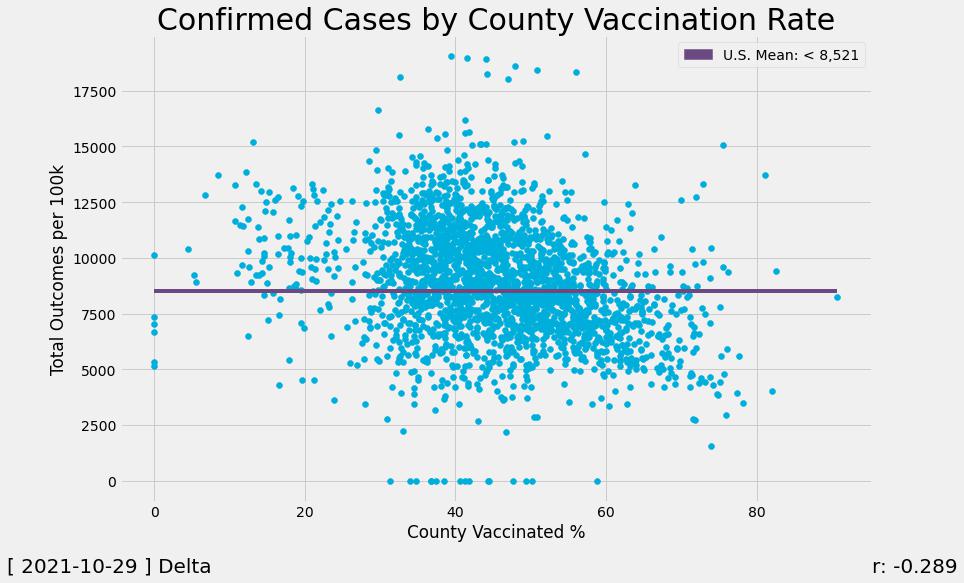 Confirmed Cases by County Vaccination Rate
U.S. Mean: < 8,521
Total Outcomes per 100k
17500
15000
12500
10000
7500
5000
2500
0
0 20 40 60 80
County Vaccinated %
[ 2021-10-29 ] Delta
r: -0.289